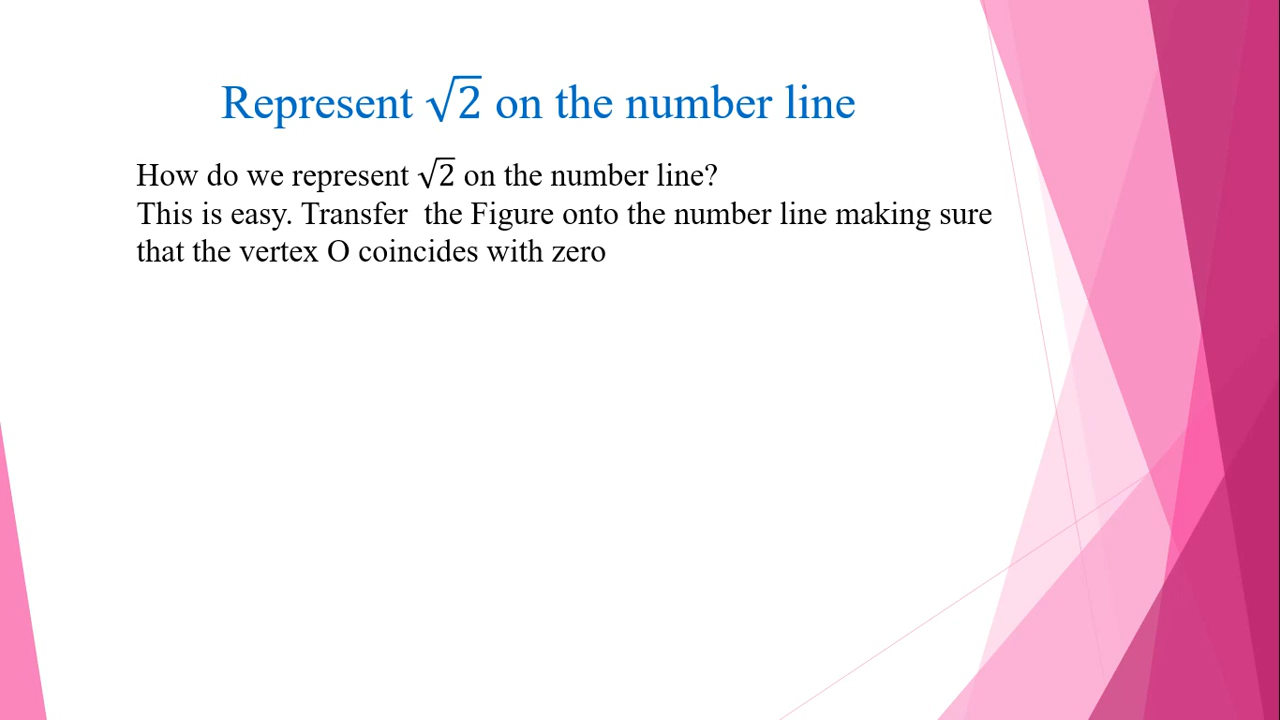 Represent √2 on the number line
How do we represent √2 on the number line?
This is easy. Transfer  the Figure onto the number line making sure
that the vertex O coincides with zero